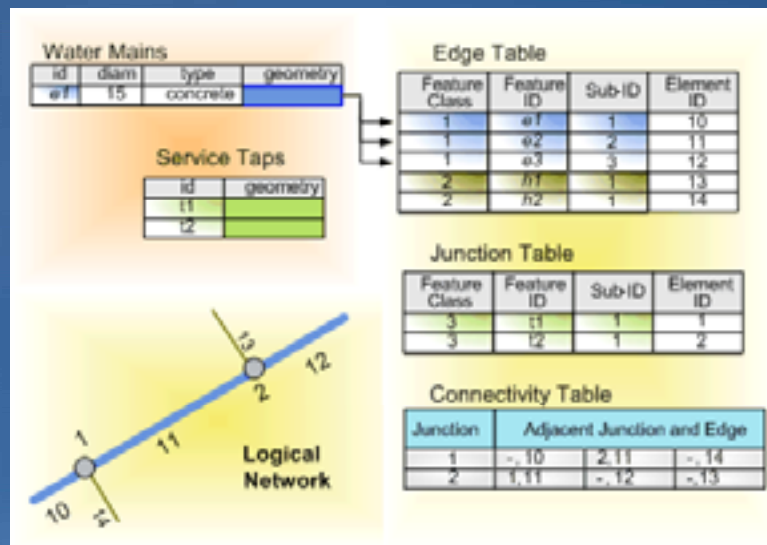 Water Mains
id diam type geometry
e1 15 concrete
Service Taps
id geometry
t1
t2
Edge Table
Feature Class Feature ID Sub-ID Element ID
1 e1 1 10
1 e2 2 11
1 e3 3 12
2 h1 1 13
2 h2 1 14
Junction Table
Feature Class Feature ID Sub-ID Element ID
3 t1 1 1
3 t2 1 2
Connectivity Table
Junction Adjacent Junction and Edge
1 -, 10 2,11 -, 14
2 1,11 -, 12 -,13
13
12
2
1
11
Logical
Network
10
14